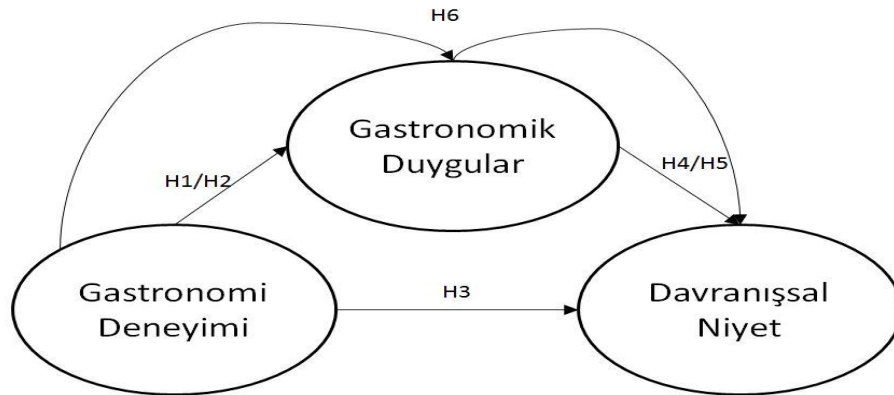 H6
Gastronomik
Duygular
H1/H2
H4/H5
Gastronomi
Deneyimi
H3
Davranışsal
Niyet